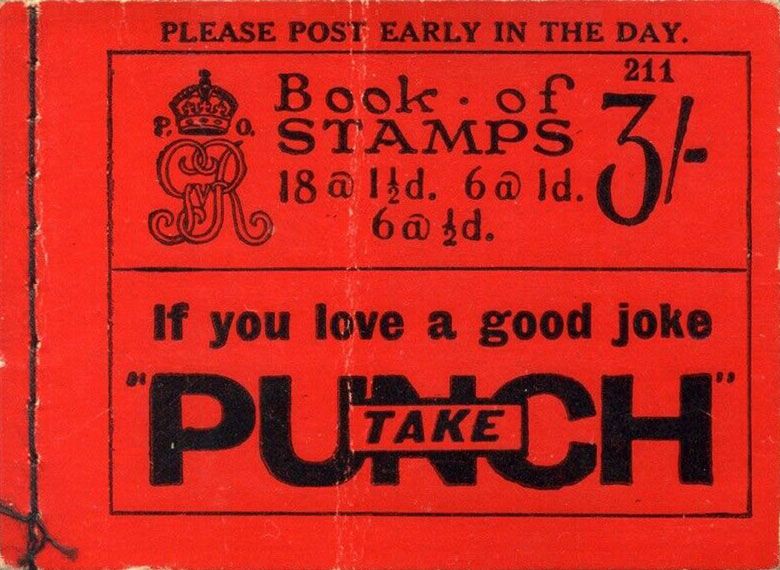 PLEASE POST EARLY IN THE DAY.
211
P. O.
GvR
Book · of
STAMPS
3/-
18 @ 1½d. 6 @ 1d.
6 @ ½d.
If you love a good joke
TAKE
"PUNCH"